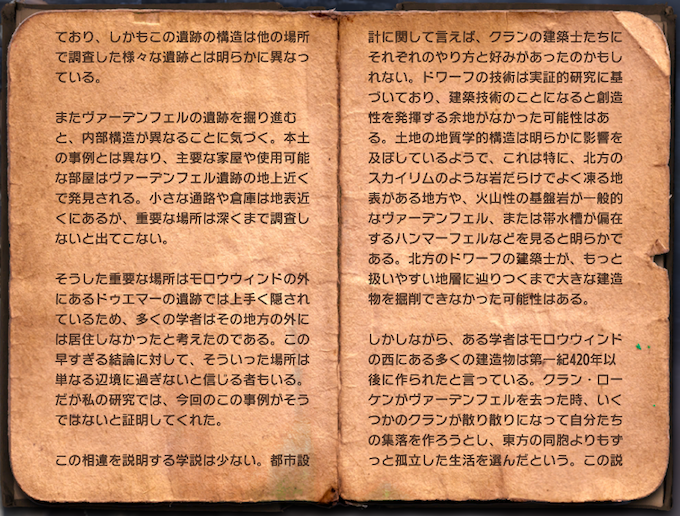 ており、しかもこの遺跡の構造は他の場所
で調査した様々な遺跡とは明らかに異なっ
ている。
またヴァーデンフェルの遺跡を掘り進む
と、内部構造が異なることに気づく。本土
の事例とは異なり、主要な家屋や使用可能
な部屋はヴァーデンフェル遺跡の地上近く
で発見される。小さな通路や倉庫は地表近
くにあるが、重要な場所は深くまで調査し
ないと出てこない。
そうした重要な場所はモロウウィンドの外
にあるドゥエマーの遺跡では上手く隠され
ているため、多くの学者はその地方の外に
は居住しなかったと考えたのである。この
早すぎる結論に対して、そういった場所は
単なる辺境に過ぎないと信じる者もいる。
だが私の研究では、今回のこの事例がそう
ではないと証明してくれた。
この相違を説明する学説は少ない。都市設
計に関して言えば、クランの建築士たちに
それぞれのやり方と好みがあったのかもし
れない。ドワーフの技術は実証的研究に基
づいており、建築技術のことになると創造
性を発揮する余地がなかった可能性はあ
る。土地の地質学的構造は明らかに影響を
及ぼしているようで、これは特に、北方の
スカイリムのような岩だらけでよく凍る地
表がある地方や、火山性の基盤岩が一般的
なヴァーデンフェル、または帯水槽が偏在
するハンマーフェルなどを見ると明らかで
ある。北方のドワーフの建築士が、もっと
扱いやすい地層に辿りつくまで大きな建造
物を掘削できなかった可能性はある。
しかしながら、ある学者はモロウウィンド
の西にある多くの建造物は第一紀420年以
後に作られたと言っている。クラン・ロー
ケンがヴァーデンフェルを去った時、いく
つかのクランが散り散りになって自分たち
の集落を作ろうとし、東方の同胞よりもず
っと孤立した生活を選んだという。この説